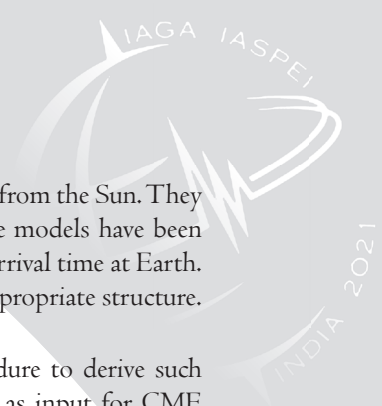 IAGA IASPEI
INDIA 2021
from the Sun. They
models have been
rrival time at Earth.
propriate structure.
dure to derive such
as input for CME